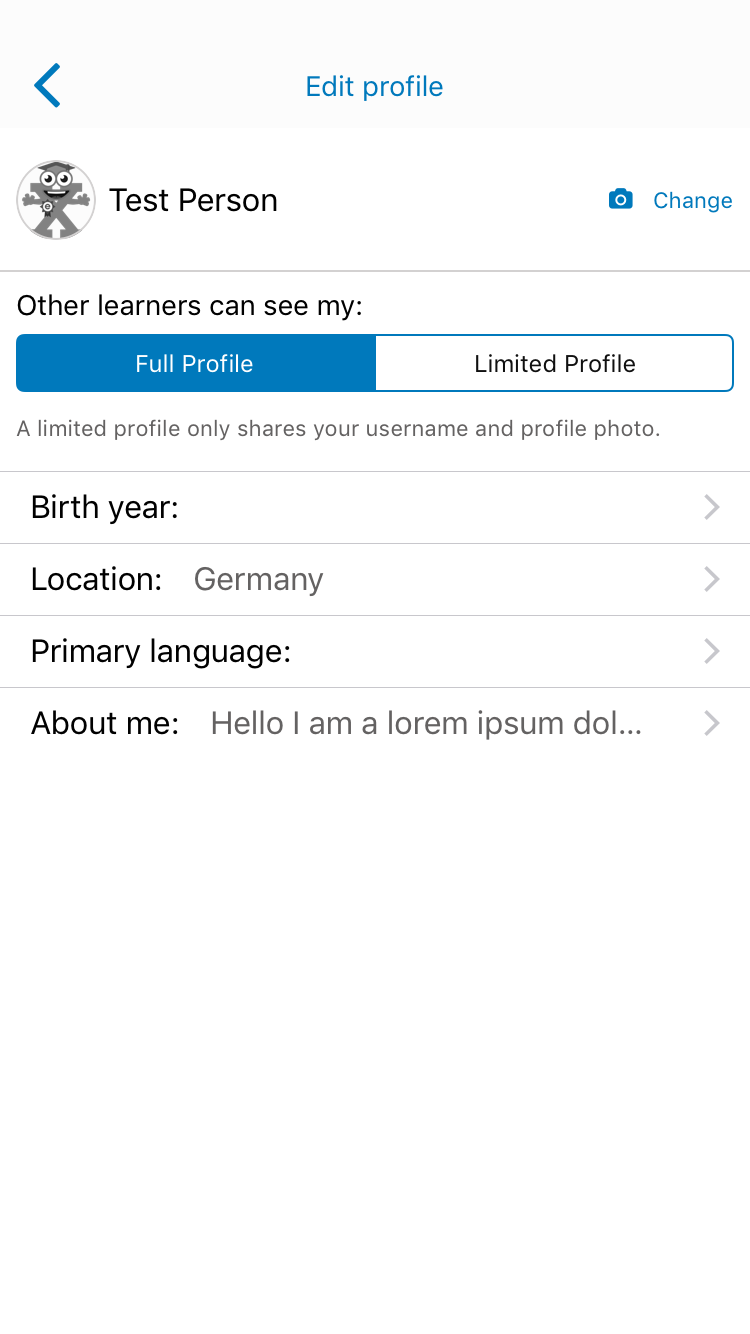 Edit profile
Test Person
Change
Other learners can see my:
Full Profile
Limited Profile
A limited profile only shares your username and profile photo.
Birth year:
Location: Germany
Primary language:
About me: Hello I am a lorem ipsum dol...